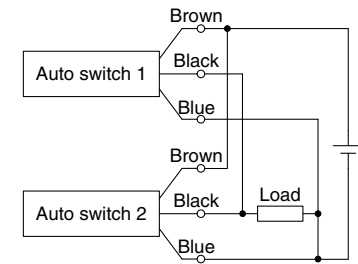 Brown
Auto switch 1
Black
Blue
Brown
Auto switch 2
Black
Load
Blue